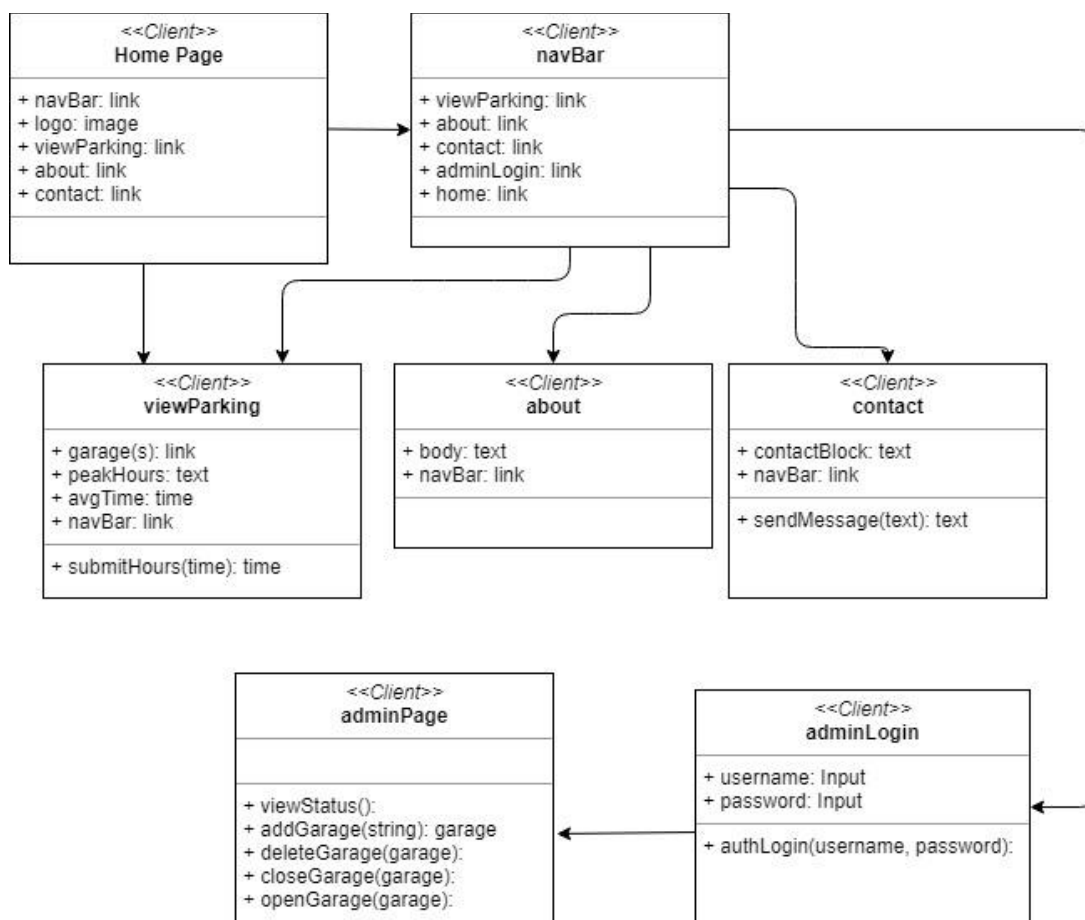 <<Client>>
Home Page
+ navBar: link
+ logo: image
+ viewParking: link
+ about: link
+ contact: link
<<Client>>
navBar
+ viewParking: link
+ about: link
+ contact: link
+ adminLogin: link
+ home: link
<<Client>>
viewParking
+ garage(s): link
+ peakHours: text
+ avgTime: time
+ navBar: link
+ submitHours(time): time
<<Client>>
about
+ body: text
+ navBar: link
<<Client>>
contact
+ contactBlock: text
+ navBar: link
+ sendMessage(text): text
<<Client>>
adminPage
+ viewStatus():
+ addGarage(string): garage
+ deleteGarage(garage):
+ closeGarage(garage):
+ openGarage(garage):
<<Client>>
adminLogin
+ username: Input
+ password: Input
+ authLogin(username, password):